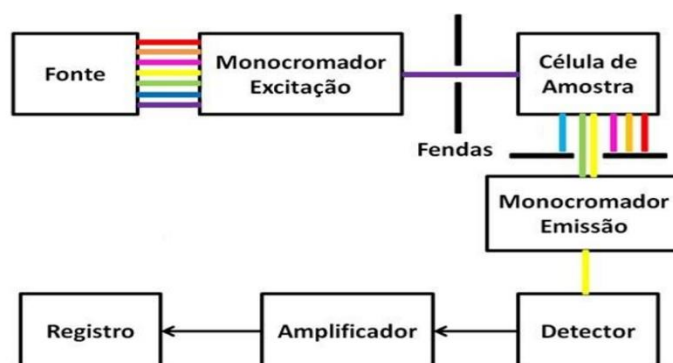 Fonte
Monocromador
Excitação
Célula de
Amostra
Fendas
Monocromador
Emissão
Registro
Amplificador
Detector